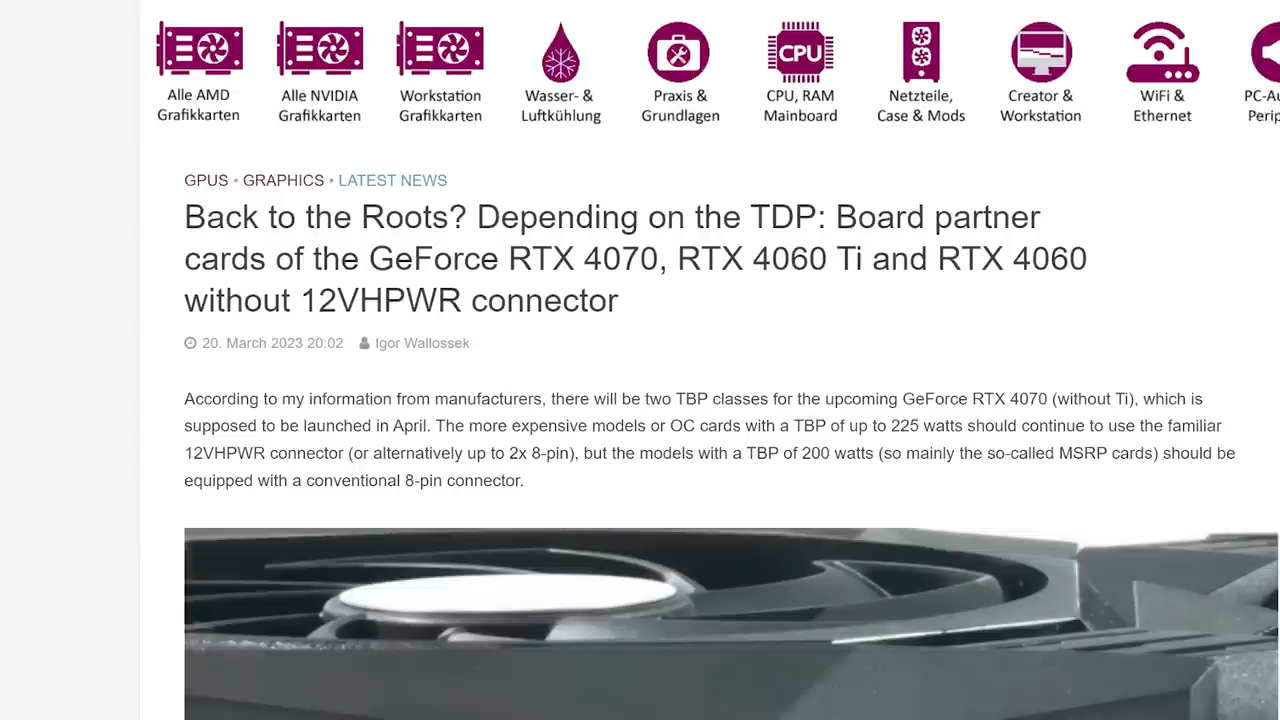 Alle AMD
Grafikkarten
Alle NVIDIA
Grafikkarten
Workstation
Grafikkarten
Wasser- &
Luftkühlung
Praxis &
Grundlagen
CPU
CPU, RAM
Mainboard
Netzteile,
Case & Mods
Creator &
Workstation
WiFi &
Ethernet
GPUS • GRAPHICS • LATEST NEWS
Back to the Roots? Depending on the TDP: Board partner
cards of the GeForce RTX 4070, RTX 4060 Ti and RTX 4060
without 12VHPWR connector
20. March 2023 20:02 Igor Wallossek
According to my information from manufacturers, there will be two TBP classes for the upcoming GeForce RTX 4070 (without Ti), which is
supposed to be launched in April. The more expensive models or OC cards with a TBP of up to 225 watts should continue to use the familiar
12VHPWR connector (or alternatively up to 2x 8-pin), but the models with a TBP of 200 watts (so mainly the so-called MSRP cards) should be
equipped with a conventional 8-pin connector.